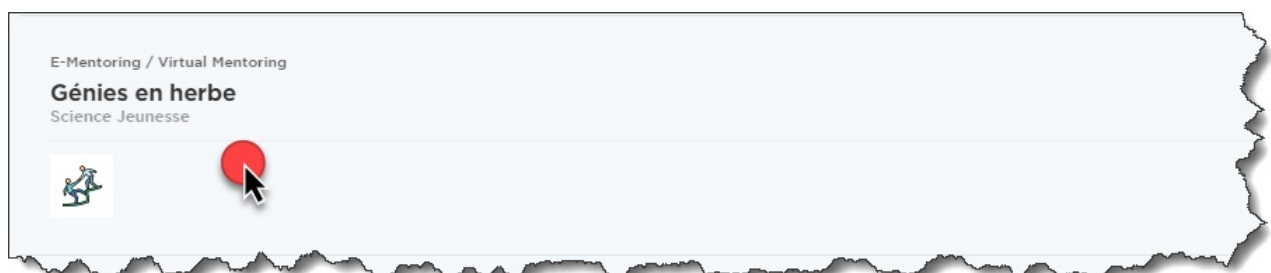 E-Mentoring / Virtual Mentoring
Génies en herbe
Science Jeunesse